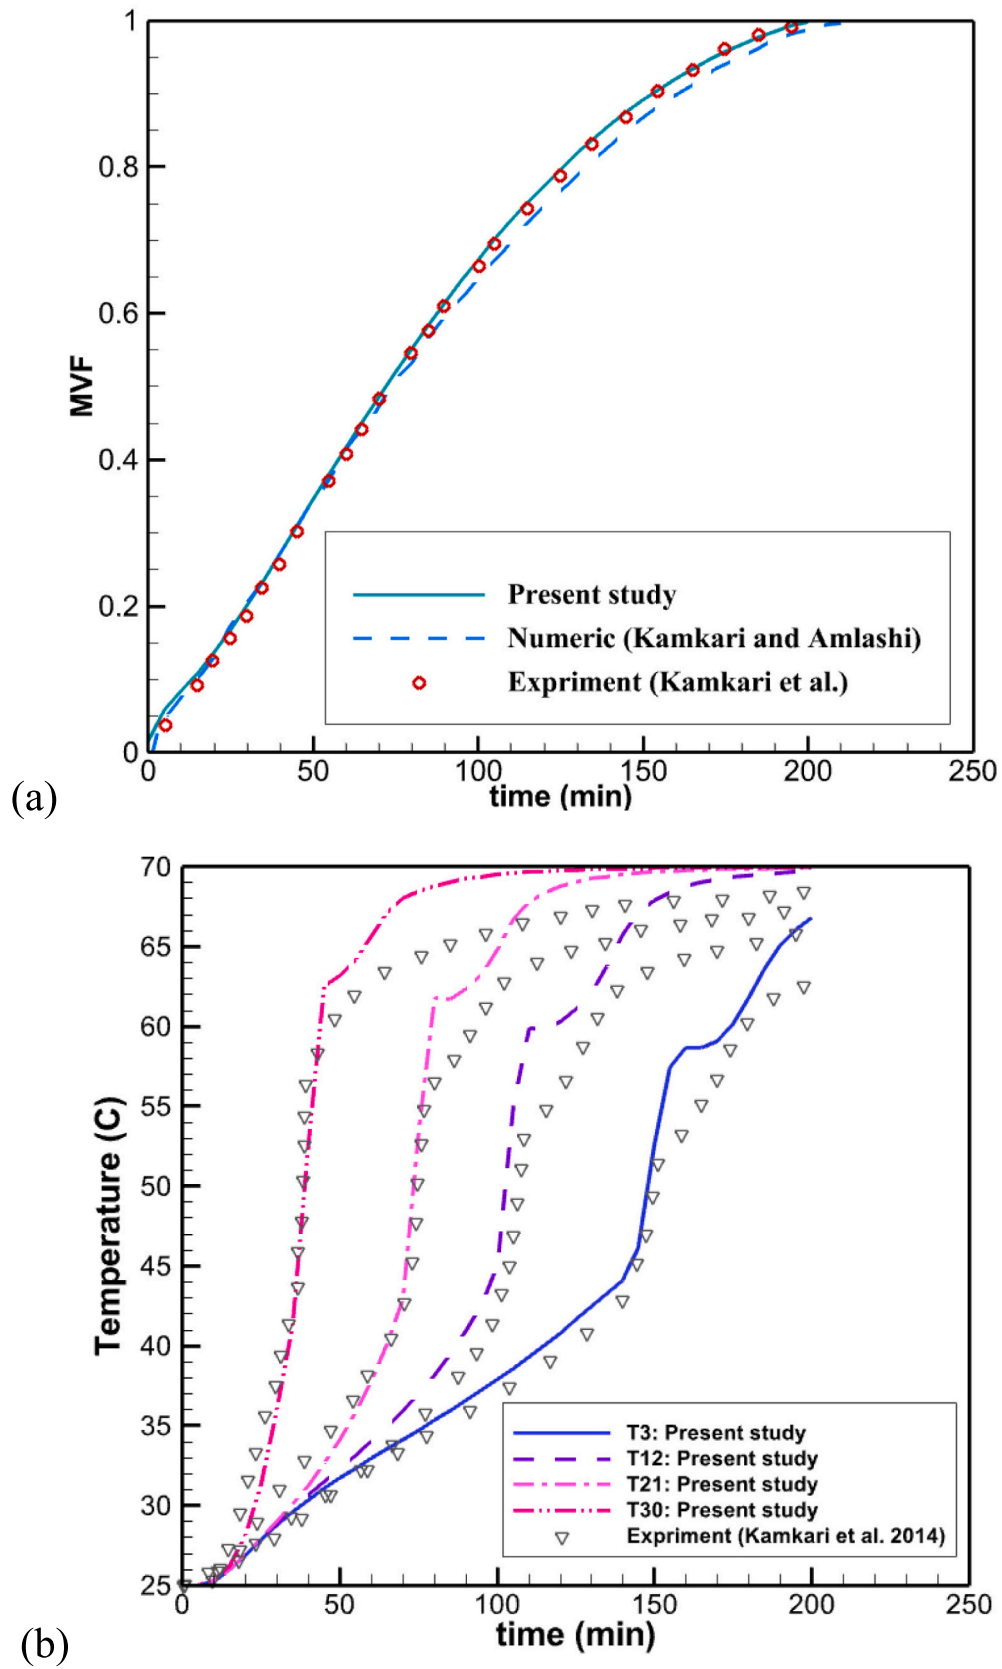 1
0.8
0.6
MVF
0.4
0.2
0
0 50 100 150 200 250
time (min)
Present study
Numeric (Kamkari and Amlashi)
Expriment (Kamkari et al.)
(a)
70
65
60
55
50
45
40
35
30
25
Temperature (C)
T3: Present study
T12: Present study
T21: Present study
T30: Present study
Expriment (Kamkari et al. 2014)
0 50 100 150 200 250
time (min)
(b)